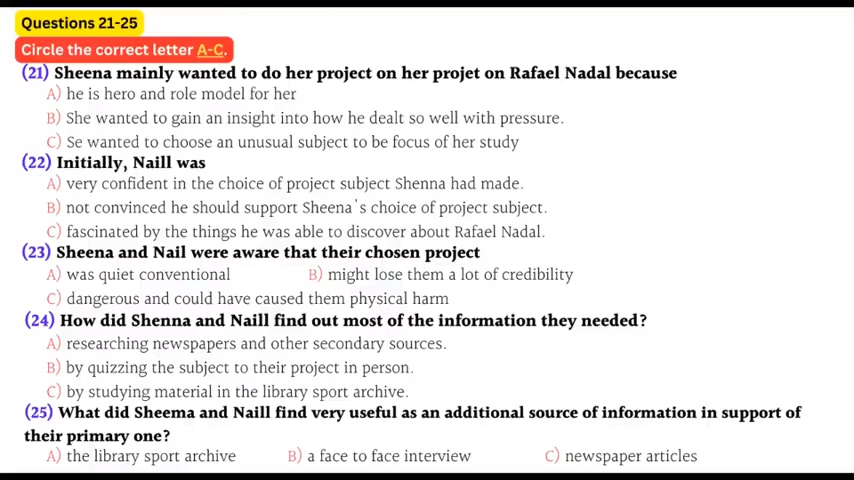 Questions 21-25
Circle the correct letter A-C.
(21) Sheena mainly wanted to do her project on her projet on Rafael Nadal because
A) he is hero and role model for her
B) She wanted to gain an insight into how he dealt so well with pressure.
C) Se wanted to choose an unusual subject to be focus of her study
(22) Initially, Naill was
A) very confident in the choice of project subject Shenna had made.
B) not convinced he should support Sheena's choice of project subject.
C) fascinated by the things he was able to discover about Rafael Nadal.
(23) Sheena and Nail were aware that their chosen project
A) was quiet conventional B) might lose them a lot of credibility
C) dangerous and could have caused them physical harm
(24) How did Shenna and Naill find out most of the information they needed?
A) researching newspapers and other secondary sources.
B) by quizzing the subject to their project in person.
C) by studying material in the library sport archive.
(25) What did Sheema and Naill find very useful as an additional source of information in support of
their primary one?
A) the library sport archive B) a face to face interview C) newspaper articles